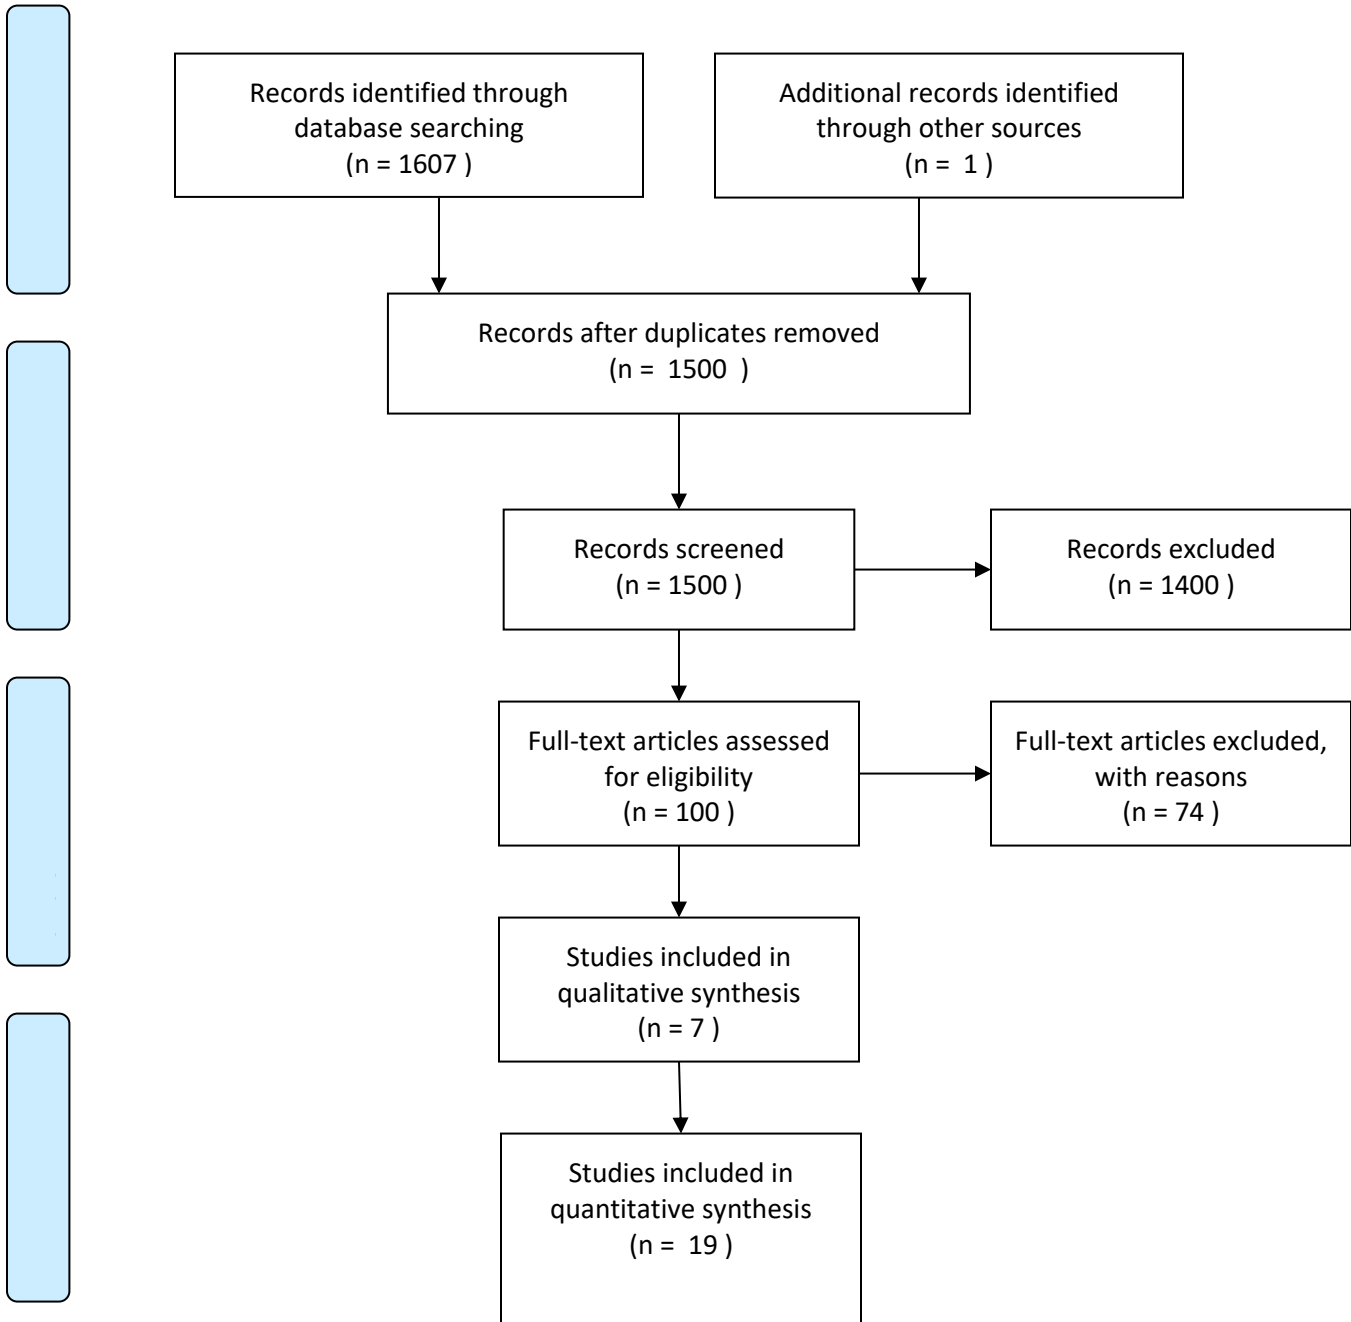 Records identified through
database searching
(n = 1607 )
Additional records identified
through other sources
(n =  1 )
Records after duplicates removed
(n =  1500  )
Records screened
(n = 1500 )
Records excluded
(n = 1400 )
Full-text articles assessed
for eligibility
(n = 100 )
Full-text articles excluded,
with reasons
(n = 74 )
Studies included in
qualitative synthesis
(n = 7 )
Studies included in
quantitative synthesis
(n =  19 )